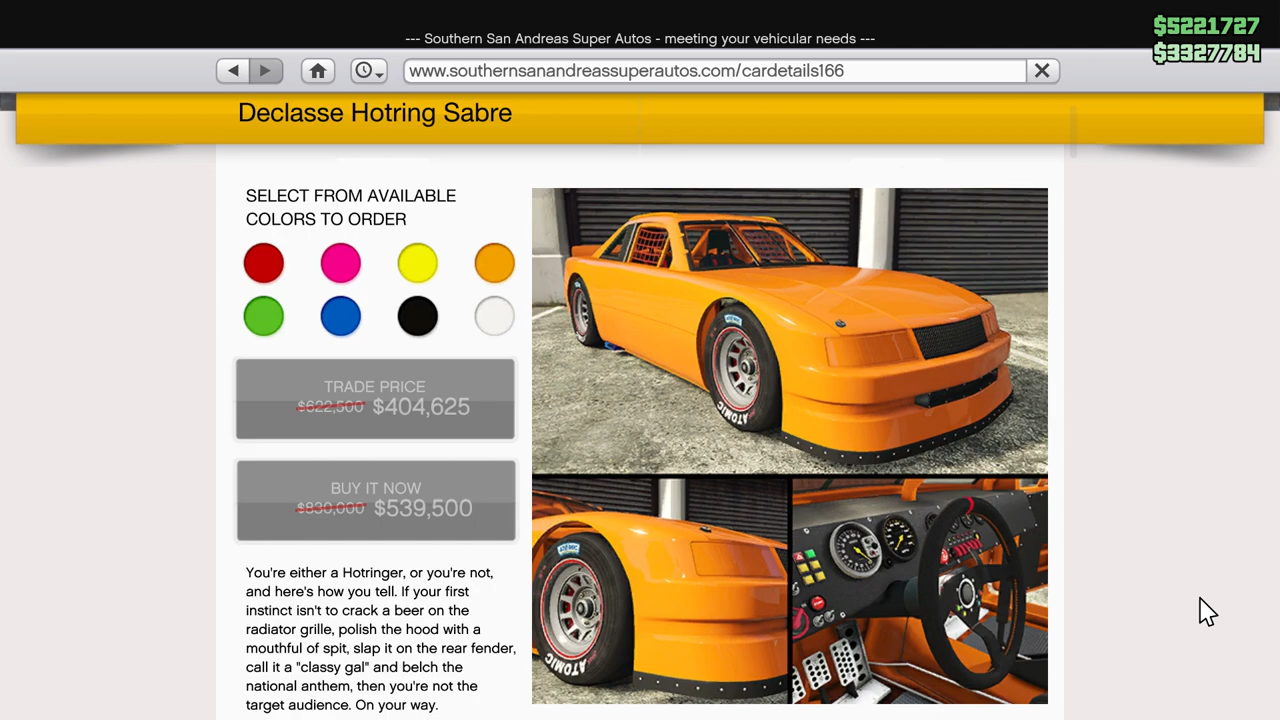 $5221727
--- Southern San Andreas Super Autos - meeting your vehicular needs ---
$3327784
www.southernsanandreassuperautos.com/cardetails166
Declasse Hotring Sabre
SELECT FROM AVAILABLE
COLORS TO ORDER
TRADE PRICE
$622,500 $404,625
BUY IT NOW
$830,000 $539,500
You're either a Hotringer, or you're not,
and here's how you tell. If your first
instinct isn't to crack a beer on the
radiator grille, polish the hood with a
mouthful of spit, slap it on the rear fender,
call it a "classy gal" and belch the
national anthem, then you're not the
target audience. On your way.
ATOMIC
ATOMIC
ATOMIC
ATOMIC